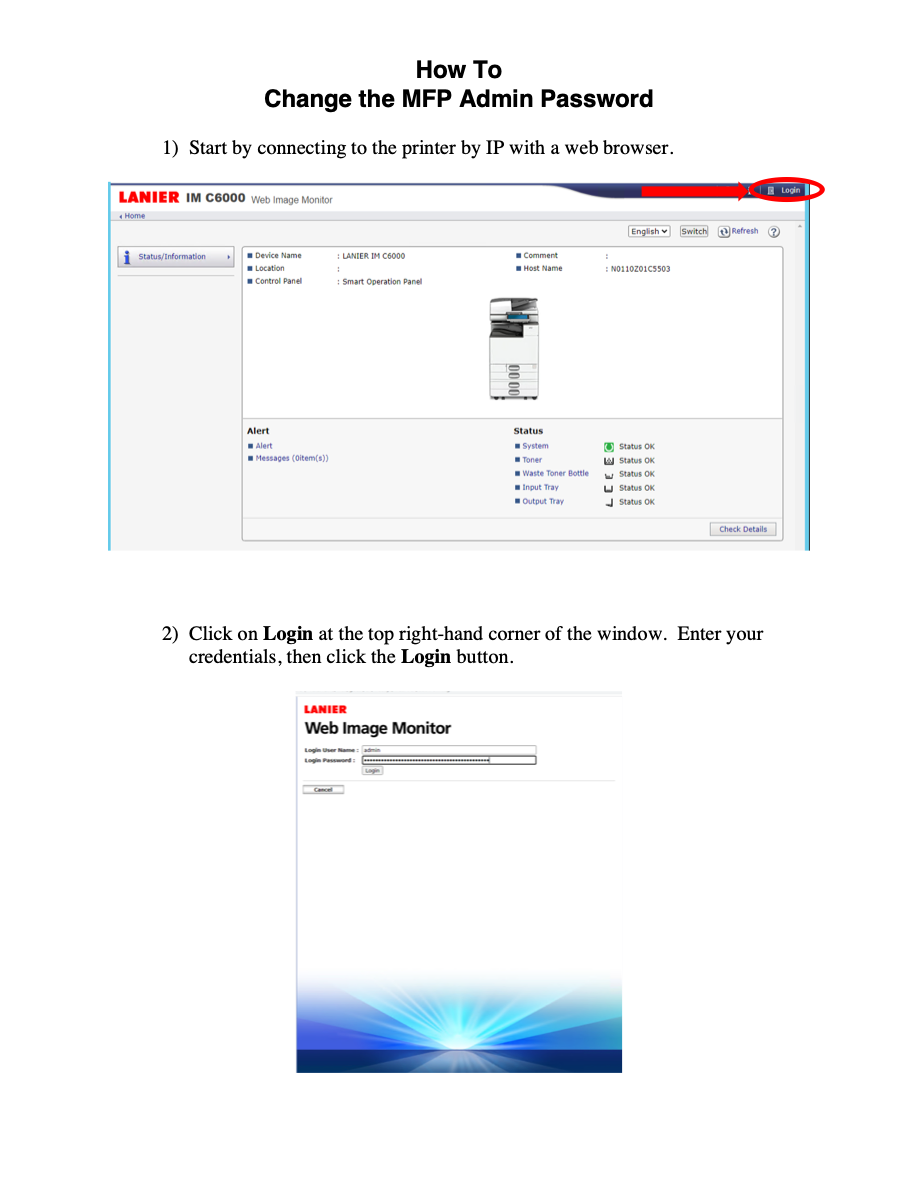 How To
Change the MFP Admin Password
1) Start by connecting to the printer by IP with a web browser.
LANIER IM C6000 Web Image Monitor
Login
Home
English Switch Refresh ?
Status/Information
Device Name : LANIER IM C6000 Comment :
Location : Host Name : N0110Z01C5503
Control Panel : Smart Operation Panel
Alert Status
Alert System Status OK
Messages (0item(s)) Toner Status OK
Waste Toner Bottle Status OK
Input Tray Status OK
Output Tray Status OK
Check Details
2) Click on Login at the top right-hand corner of the window. Enter your
credentials, then click the Login button.
LANIER
Web Image Monitor
Login User Name : admin
Login Password :
Login
Cancel